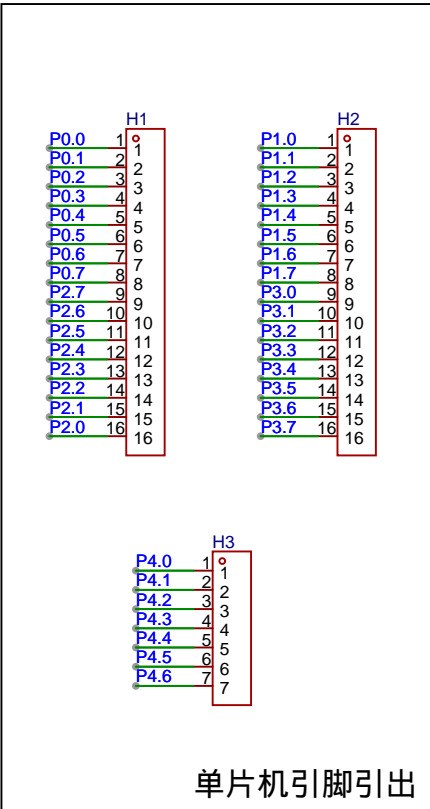 H1
P0.0 1 1
P0.1 2 2
P0.2 3 3
P0.3 4 4
P0.4 5 5
P0.5 6 6
P0.6 7 7
P0.7 8 8
P2.7 9 9
P2.6 10 10
P2.5 11 11
P2.4 12 12
P2.3 13 13
P2.2 14 14
P2.1 15 15
P2.0 16 16
H2
P1.0 1 1
P1.1 2 2
P1.2 3 3
P1.3 4 4
P1.4 5 5
P1.5 6 6
P1.6 7 7
P1.7 8 8
P3.0 9 9
P3.1 10 10
P3.2 11 11
P3.3 12 12
P3.4 13 13
P3.5 14 14
P3.6 15 15
P3.7 16 16
H3
P4.0 1 1
P4.1 2 2
P4.2 3 3
P4.3 4 4
P4.4 5 5
P4.5 6 6
P4.6 7 7
单片机引脚引出